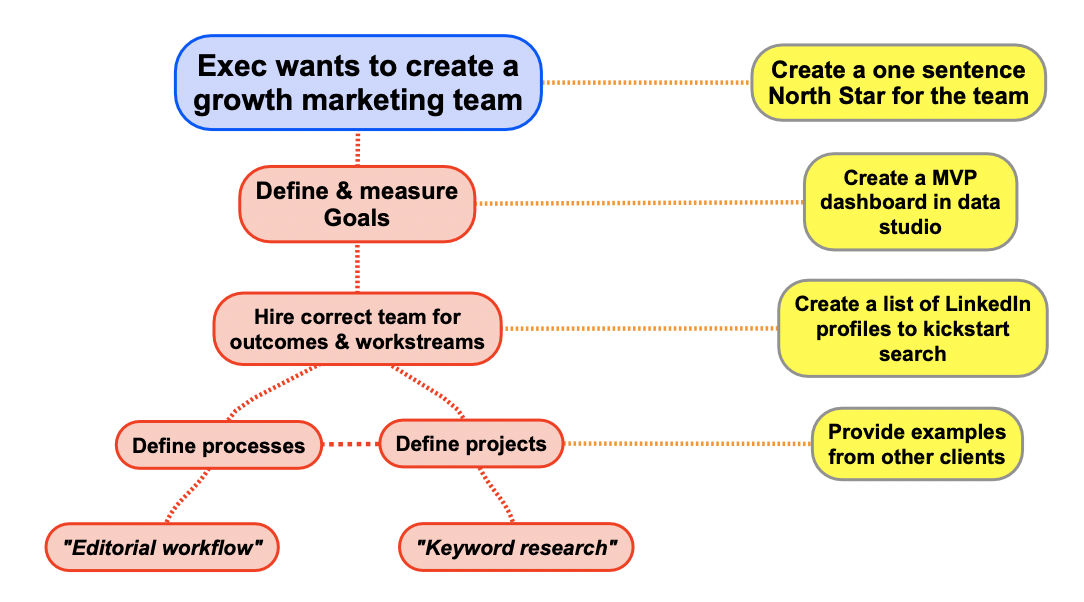 Exec wants to create a
growth marketing team
Create a one sentence
North Star for the team
Define & measure
Goals
Create a MVP
dashboard in data
studio
Hire correct team for
outcomes & workstreams
Create a list of LinkedIn
profiles to kickstart
search
Define processes
Define projects
Provide examples
from other clients
"Editorial workflow"
"Keyword research"